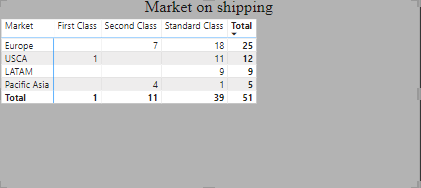 Market on shipping
Market First Class Second Class Standard Class Total
Europe 7 18 25
USCA 1 11 12
LATAM 9 9
Pacific Asia 4 1 5
Total 1 11 39 51